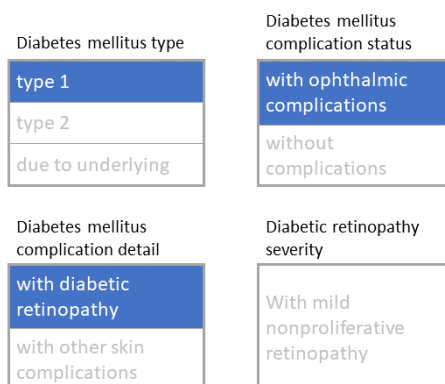 Diabetes mellitus type
type 1
type 2
due to underlying
Diabetes mellitus
complication status
with ophthalmic
complications
without
complications
Diabetes mellitus
complication detail
with diabetic
retinopathy
with other skin
complications
Diabetic retinopathy
severity
With mild
nonproliferative
retinopathy